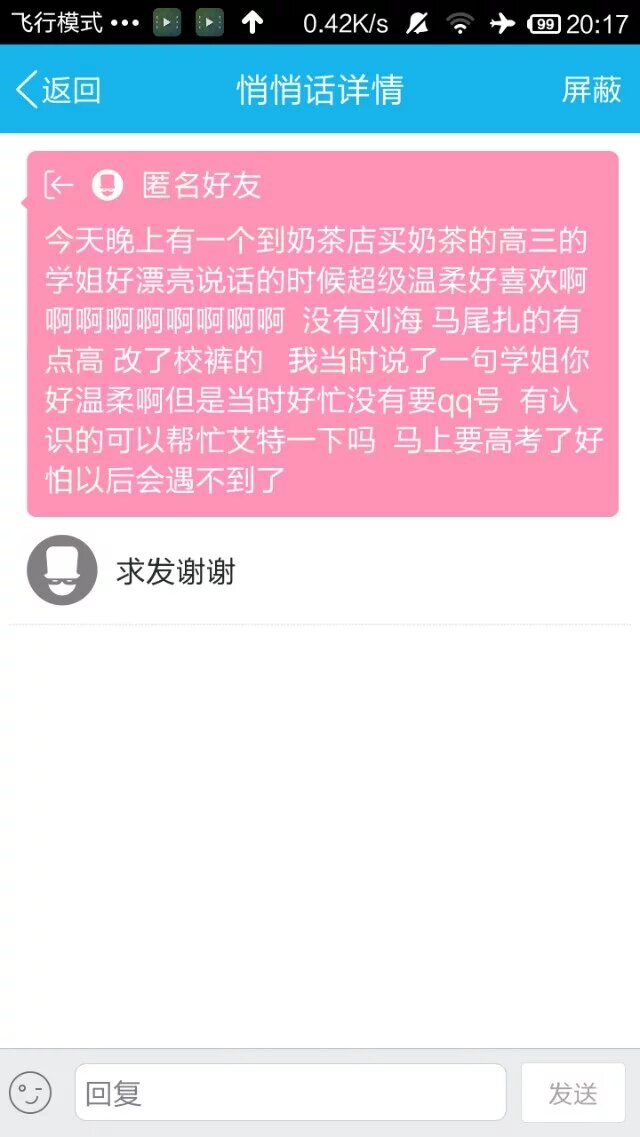 飞行模式 ••• 0.42K/s 99 20:17
返回 悄悄话详情 屏蔽
匿名好友
今天晚上有一个到奶茶店买奶茶的高三的
学姐好漂亮说话的时候超级温柔好喜欢啊
啊啊啊啊啊啊啊啊 没有刘海 马尾扎的有
点高 改了校裤的 我当时说了一句学姐你
好温柔啊但是当时好忙没有要qq号 有认
识的可以帮忙艾特一下吗 马上要高考了好
怕以后会遇不到了
求发谢谢
回复 发送